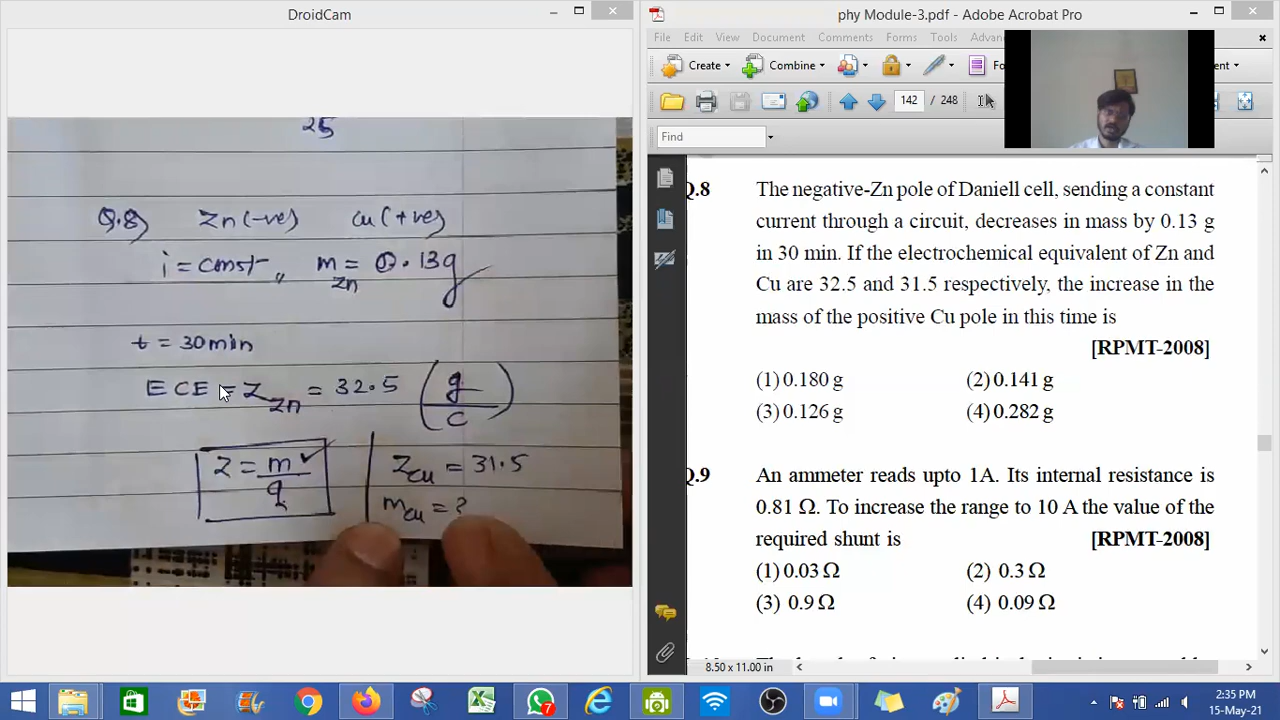 DroidCam
phy Module-3.pdf - Adobe Acrobat Pro
File Edit View Document Comments Forms Tools Advan
Create Combine Fo ent
142 / 248
Find
25
Q.8) Zn (-ve) Cu (+ve)
i = const ,, m Zn = 0.13g
t = 30min
ECE = Z Zn = 32.5 (g/C)
Z = m/q
Z Cu = 31.5
m Cu = ?
Q.8 The negative-Zn pole of Daniell cell, sending a constant
current through a circuit, decreases in mass by 0.13 g
in 30 min. If the electrochemical equivalent of Zn and
Cu are 32.5 and 31.5 respectively, the increase in the
mass of the positive Cu pole in this time is
[RPMT-2008]
(1) 0.180 g (2) 0.141 g
(3) 0.126 g (4) 0.282 g
Q.9 An ammeter reads upto 1A. Its internal resistance is
0.81 Ω. To increase the range to 10 A the value of the
required shunt is [RPMT-2008]
(1) 0.03 Ω (2) 0.3 Ω
(3) 0.9 Ω (4) 0.09 Ω
8.50 x 11.00 in
7
2:35 PM
15-May-21